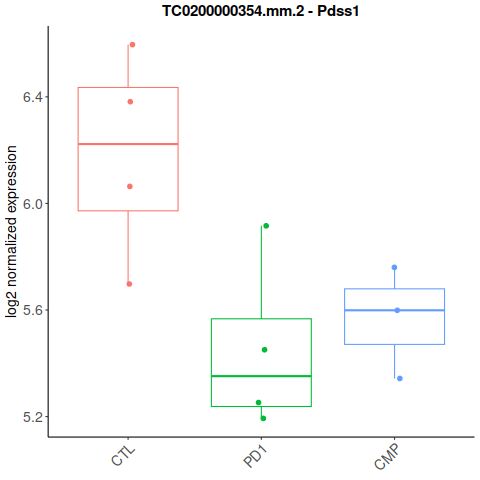 TC0200000354.mm.2 - Pdss1
log2 normalized expression
6.4
6.0
5.6
5.2
CTL
PD1
CMP